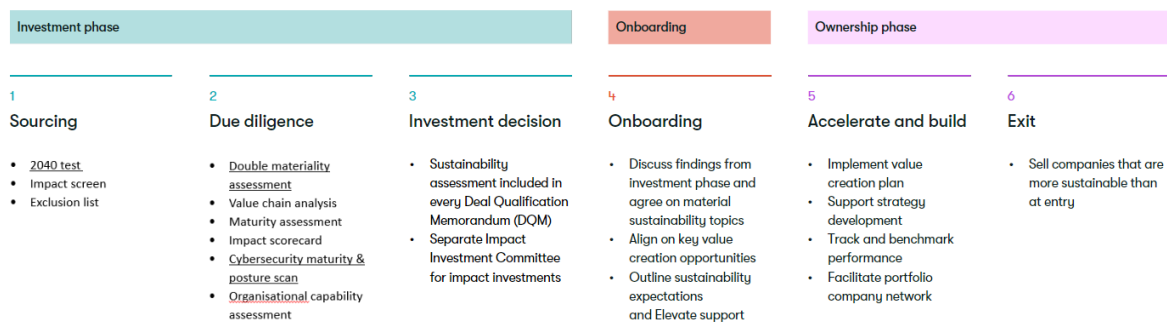 Investment phase
Onboarding
Ownership phase
1
Sourcing
• 2040 test
• Impact screen
• Exclusion list
2
Due diligence
• Double materiality
assessment
• Value chain analysis
• Maturity assessment
• Impact scorecard
• Cybersecurity maturity &
posture scan
• Organisational capability
assessment
3
Investment decision
• Sustainability
assessment included in
every Deal Qualification
Memorandum (DQM)
• Separate Impact
Investment Committee
for impact investments
4
Onboarding
• Discuss findings from
investment phase and
agree on material
sustainability topics
• Align on key value
creation opportunities
• Outline sustainability
expectations
and Elevate support
5
Accelerate and build
• Implement value
creation plan
• Support strategy
development
• Track and benchmark
performance
• Facilitate portfolio
company network
6
Exit
• Sell companies that are
more sustainable than
at entry